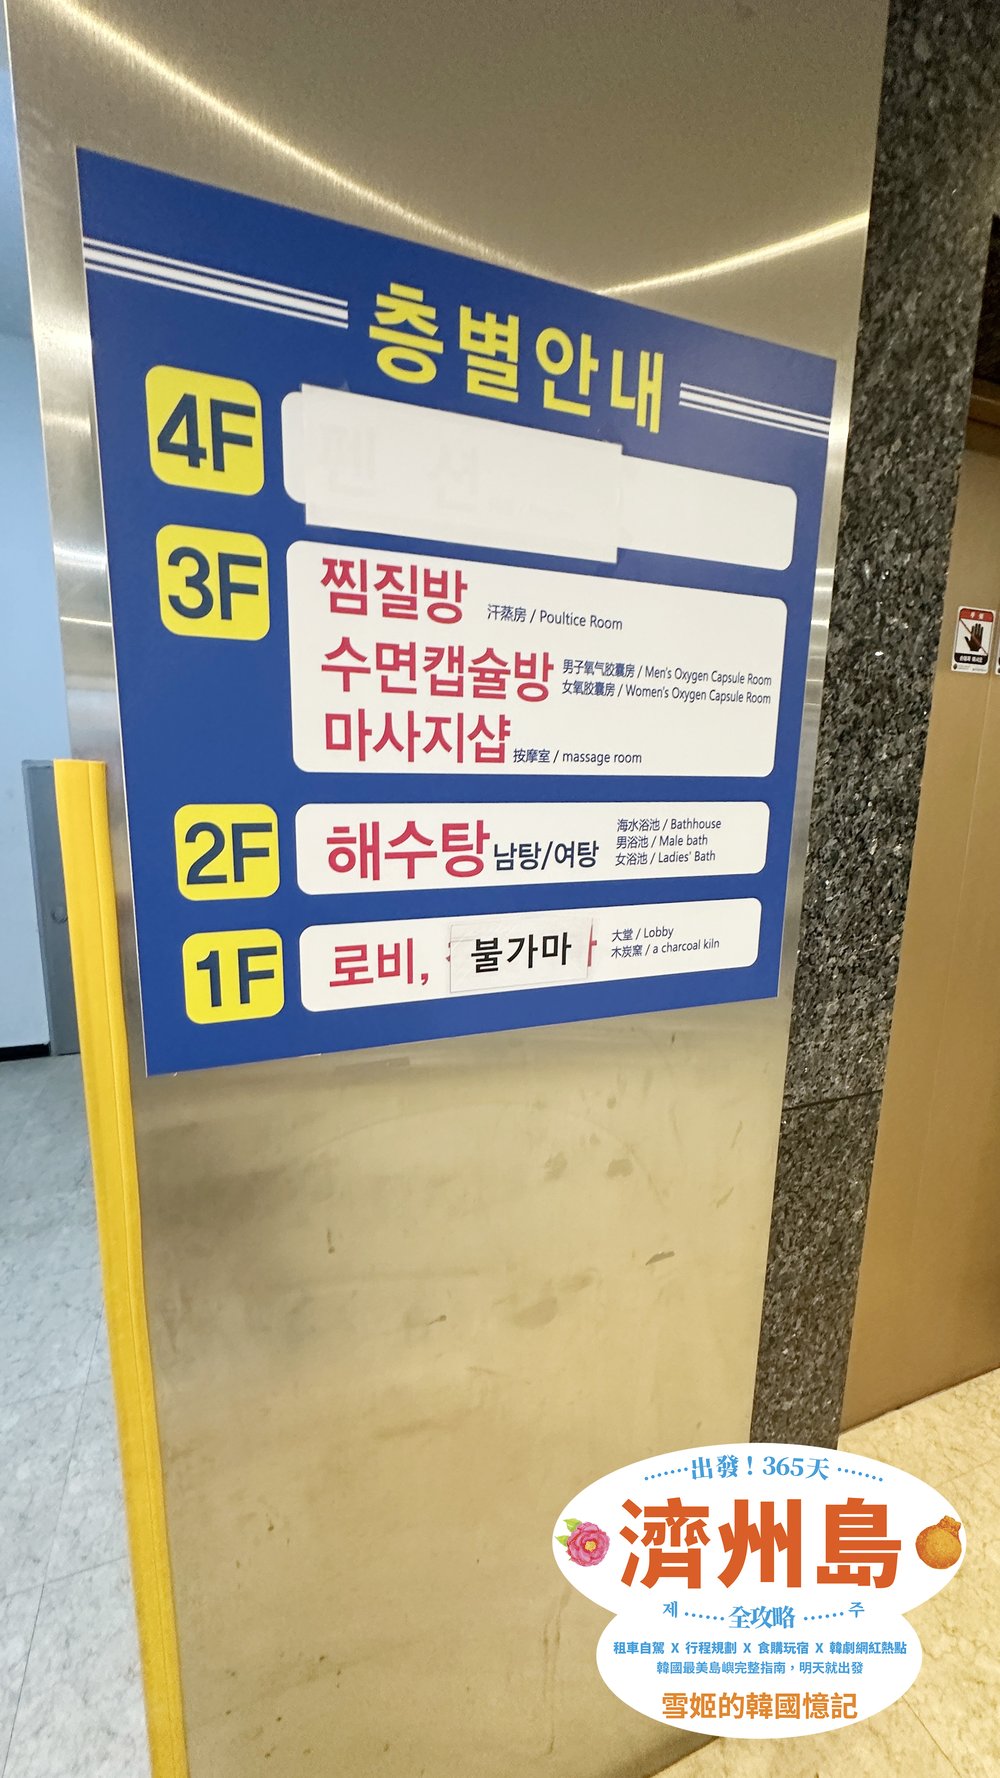 층별안내
4F
펜션
3F
찜질방 汗蒸房 / Poultice Room
수면캡슐방 男子氧气胶囊房 / Men's Oxygen Capsule Room
女氧胶囊房 / Women's Oxygen Capsule Room
마사지샵 按摩室 / massage room
2F
해수탕 남탕/여탕
海水浴池 / Bathhouse
男浴池 / Male bath
女浴池 / Ladies' Bath
1F
로비, 불가마
大堂 / Lobby
木炭窯 / a charcoal kiln
.......出發！365天.......
濟州島
제......全攻略......주
租車自駕 X 行程規劃 X 食購玩宿 X 韓劇網紅熱點
韓國最美島嶼完整指南，明天就出發
雪姬的韓國憶記